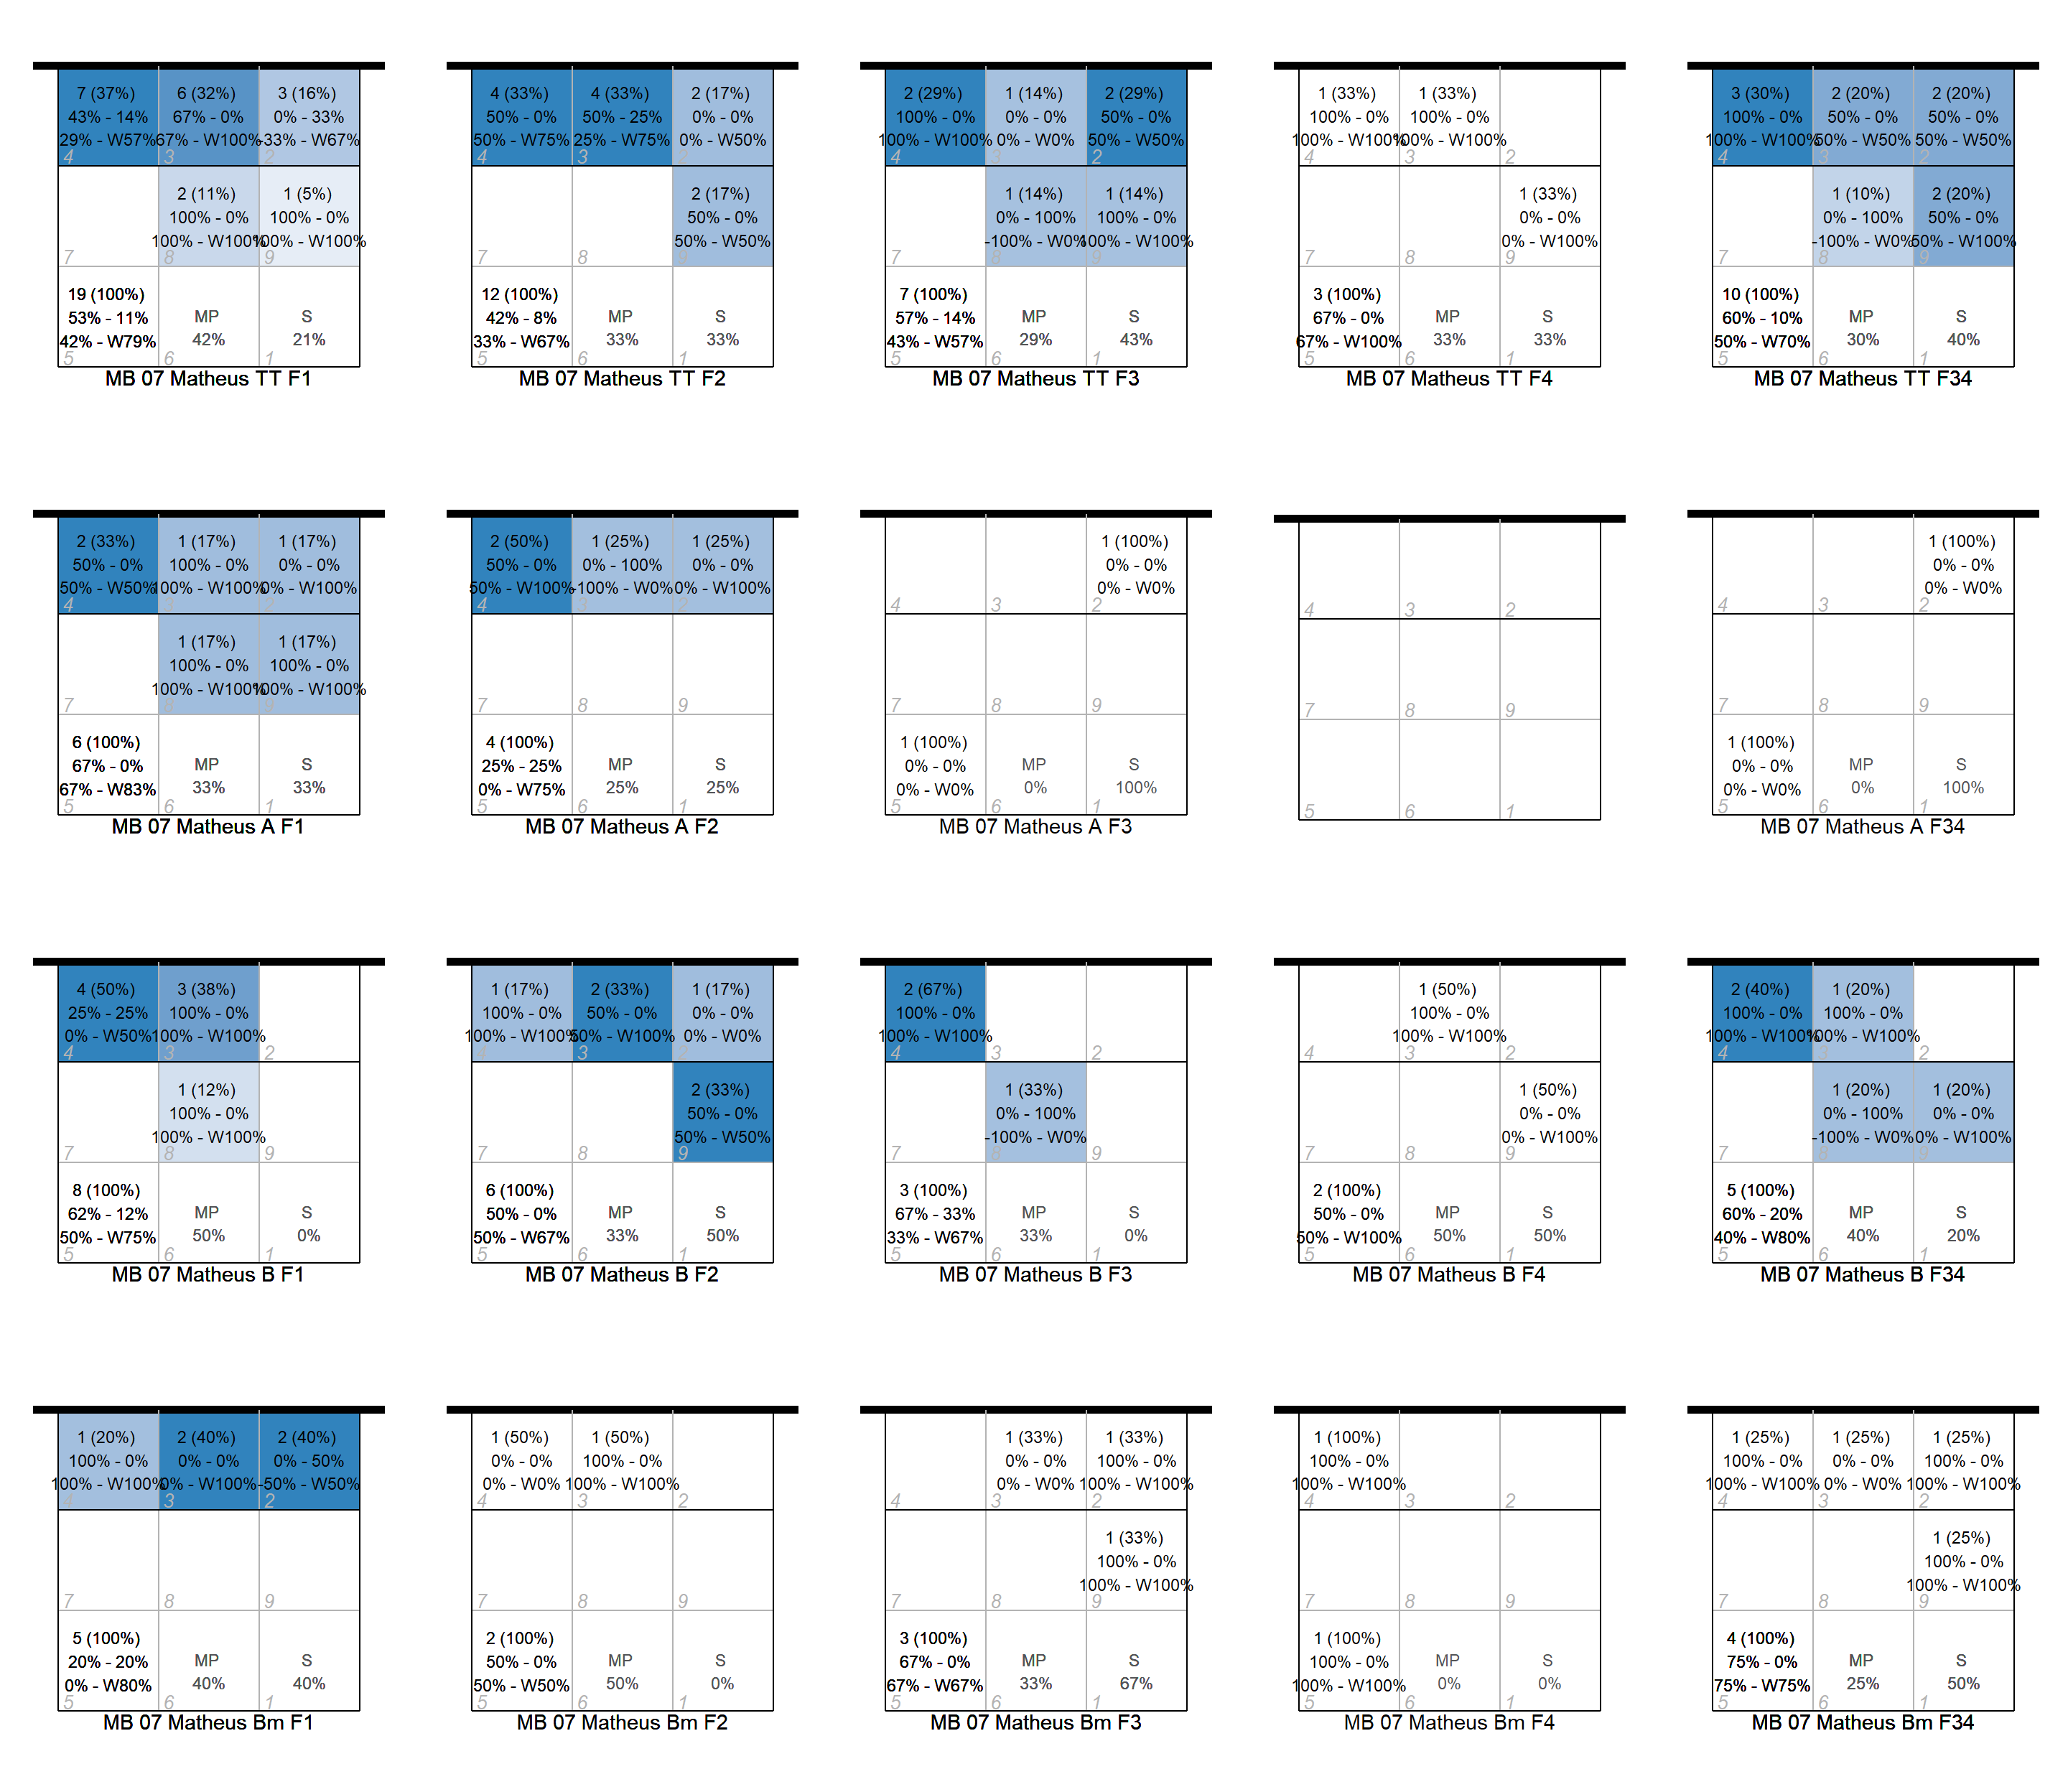 7 (37%)
43% - 14%
29% - W57%
4
6 (32%)
67% - 0%
67% - W100%
3
3 (16%)
0% - 33%
-33% - W67%
2
7
2 (11%)
100% - 0%
100% - W100%
8
1 (5%)
100% - 0%
100% - W100%
9
19 (100%)
53% - 11%
42% - W79%
5
MP
42%
6
S
21%
1
MB 07 Matheus TT F1
4 (33%)
50% - 0%
50% - W75%
4
4 (33%)
50% - 25%
25% - W75%
3
2 (17%)
0% - 0%
0% - W50%
2
7
8
2 (17%)
50% - 0%
50% - W50%
9
12 (100%)
42% - 8%
33% - W67%
5
MP
33%
6
S
33%
1
MB 07 Matheus TT F2
2 (29%)
100% - 0%
100% - W100%
4
1 (14%)
0% - 0%
0% - W0%
3
2 (29%)
50% - 0%
50% - W50%
2
7
1 (14%)
0% - 100%
-100% - W0%
8
1 (14%)
100% - 0%
100% - W100%
9
7 (100%)
57% - 14%
43% - W57%
5
MP
29%
6
S
43%
1
MB 07 Matheus TT F3
1 (33%)
100% - 0%
100% - W100%
4
1 (33%)
100% - 0%
100% - W100%
3
2
7
8
1 (33%)
0% - 0%
0% - W100%
9
3 (100%)
67% - 0%
67% - W100%
5
MP
33%
6
S
33%
1
MB 07 Matheus TT F4
3 (30%)
100% - 0%
100% - W100%
4
2 (20%)
50% - 0%
50% - W50%
3
2 (20%)
50% - 0%
50% - W50%
2
7
1 (10%)
0% - 100%
-100% - W0%
8
2 (20%)
50% - 0%
50% - W100%
9
10 (100%)
60% - 10%
50% - W70%
5
MP
30%
6
S
40%
1
MB 07 Matheus TT F34
2 (33%)
50% - 0%
50% - W50%
4
1 (17%)
100% - 0%
100% - W100%
3
1 (17%)
0% - 0%
0% - W100%
2
7
1 (17%)
100% - 0%
100% - W100%
8
1 (17%)
100% - 0%
100% - W100%
9
6 (100%)
67% - 0%
67% - W83%
5
MP
33%
6
S
33%
1
MB 07 Matheus A F1
2 (50%)
50% - 0%
50% - W100%
4
1 (25%)
0% - 100%
-100% - W0%
3
1 (25%)
0% - 0%
0% - W100%
2
7
8
9
4 (100%)
25% - 25%
0% - W75%
5
MP
25%
6
S
25%
1
MB 07 Matheus A F2
4
3
1 (100%)
0% - 0%
0% - W0%
2
7
8
9
1 (100%)
0% - 0%
0% - W0%
5
MP
0%
6
S
100%
1
MB 07 Matheus A F3
4
3
2
7
8
9
5
6
1
4
3
1 (100%)
0% - 0%
0% - W0%
2
7
8
9
1 (100%)
0% - 0%
0% - W0%
5
MP
0%
6
S
100%
1
MB 07 Matheus A F34
4 (50%)
25% - 25%
0% - W50%
4
3 (38%)
100% - 0%
100% - W100%
3
2
7
1 (12%)
100% - 0%
100% - W100%
8
9
8 (100%)
62% - 12%
50% - W75%
5
MP
50%
6
S
0%
1
MB 07 Matheus B F1
1 (17%)
100% - 0%
100% - W100%
4
2 (33%)
50% - 0%
50% - W100%
3
1 (17%)
0% - 0%
0% - W0%
2
7
8
2 (33%)
50% - 0%
50% - W50%
9
6 (100%)
50% - 0%
50% - W67%
5
MP
33%
6
S
50%
1
MB 07 Matheus B F2
2 (67%)
100% - 0%
100% - W100%
4
3
2
7
1 (33%)
0% - 100%
-100% - W0%
8
9
3 (100%)
67% - 33%
33% - W67%
5
MP
33%
6
S
0%
1
MB 07 Matheus B F3
4
1 (50%)
100% - 0%
100% - W100%
3
2
7
8
1 (50%)
0% - 0%
0% - W100%
9
2 (100%)
50% - 0%
50% - W100%
5
MP
50%
6
S
50%
1
MB 07 Matheus B F4
2 (40%)
100% - 0%
100% - W100%
4
1 (20%)
100% - 0%
100% - W100%
3
2
7
1 (20%)
0% - 100%
-100% - W0%
8
1 (20%)
0% - 0%
0% - W100%
9
5 (100%)
60% - 20%
40% - W80%
5
MP
40%
6
S
20%
1
MB 07 Matheus B F34
1 (20%)
100% - 0%
100% - W100%
4
2 (40%)
0% - 0%
0% - W100%
3
2 (40%)
0% - 50%
-50% - W50%
2
7
8
9
5 (100%)
20% - 20%
0% - W80%
5
MP
40%
6
S
40%
1
MB 07 Matheus Bm F1
1 (50%)
0% - 0%
0% - W0%
4
1 (50%)
100% - 0%
100% - W100%
3
2
7
8
9
2 (100%)
50% - 0%
50% - W50%
5
MP
50%
6
S
0%
1
MB 07 Matheus Bm F2
4
1 (33%)
0% - 0%
0% - W0%
3
1 (33%)
100% - 0%
100% - W100%
2
7
8
1 (33%)
100% - 0%
100% - W100%
9
3 (100%)
67% - 0%
67% - W67%
5
MP
33%
6
S
67%
1
MB 07 Matheus Bm F3
1 (100%)
100% - 0%
100% - W100%
4
3
2
7
8
9
1 (100%)
100% - 0%
100% - W100%
5
MP
0%
6
S
0%
1
MB 07 Matheus Bm F4
1 (25%)
100% - 0%
100% - W100%
4
1 (25%)
0% - 0%
0% - W0%
3
1 (25%)
100% - 0%
100% - W100%
2
7
8
1 (25%)
100% - 0%
100% - W100%
9
4 (100%)
75% - 0%
75% - W75%
5
MP
25%
6
S
50%
1
MB 07 Matheus Bm F34